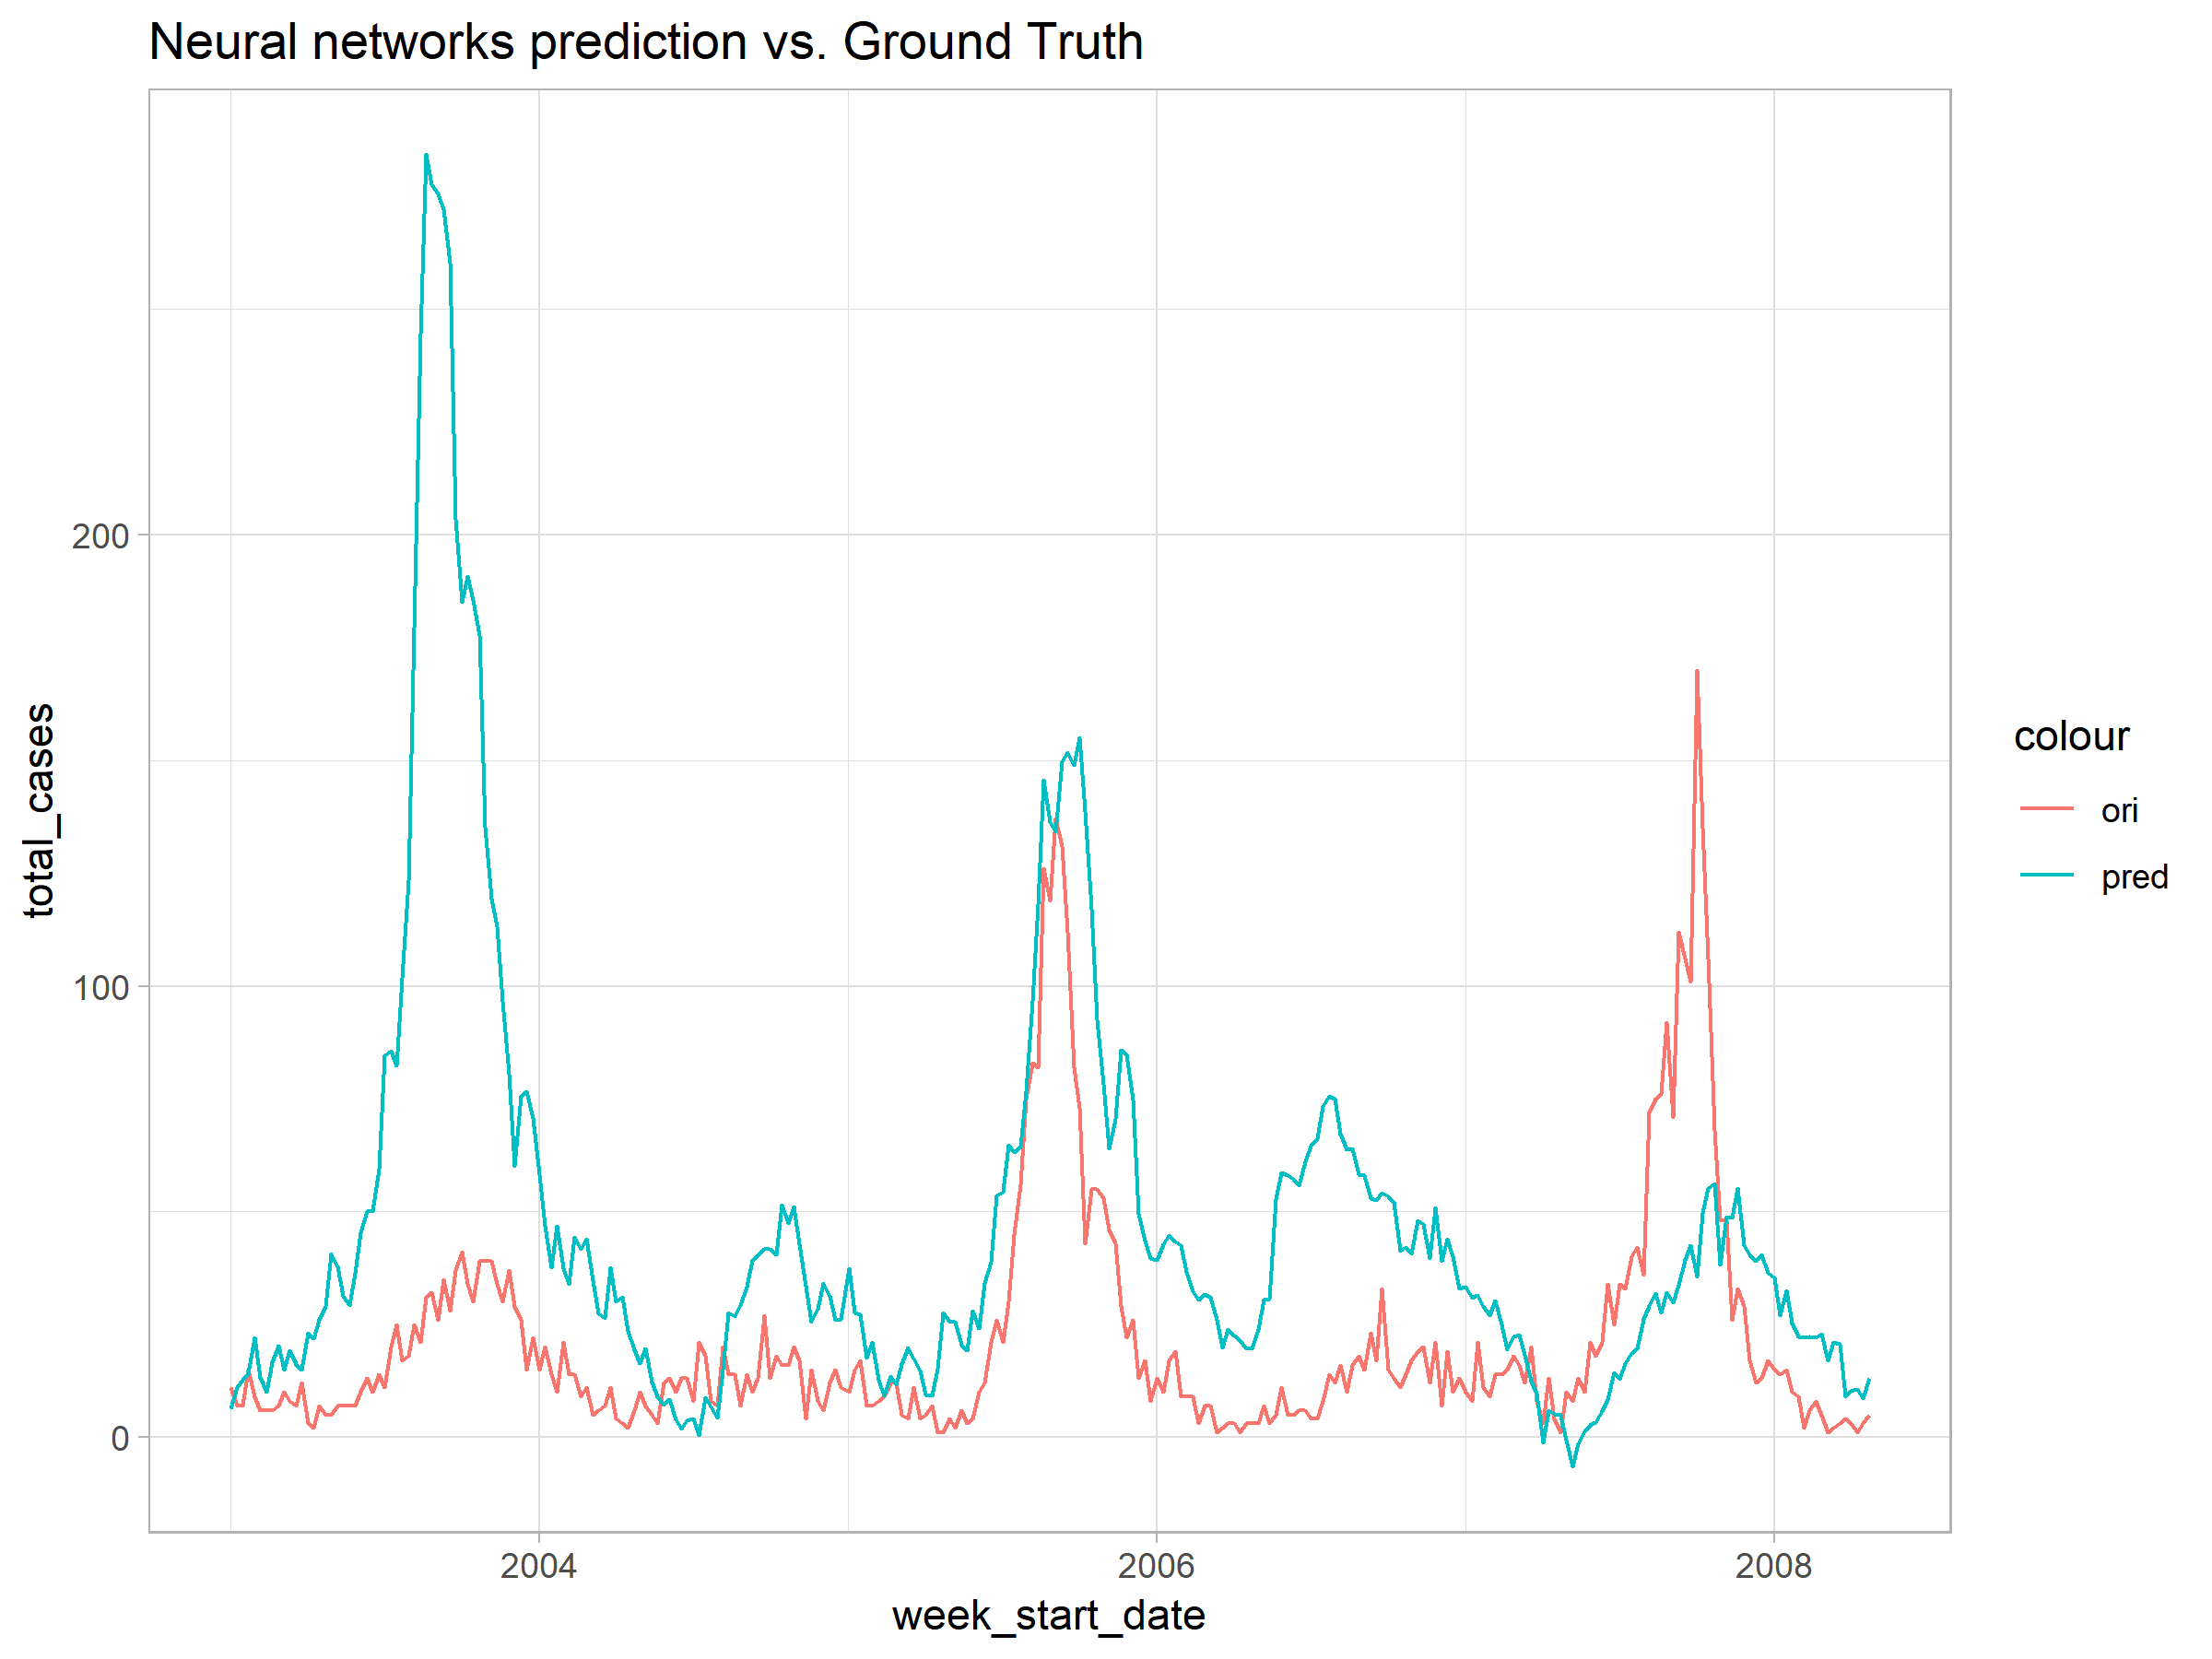 Neural networks prediction vs. Ground Truth
total_cases
200
100
0
2004
2006
2008
week_start_date
colour
ori
pred